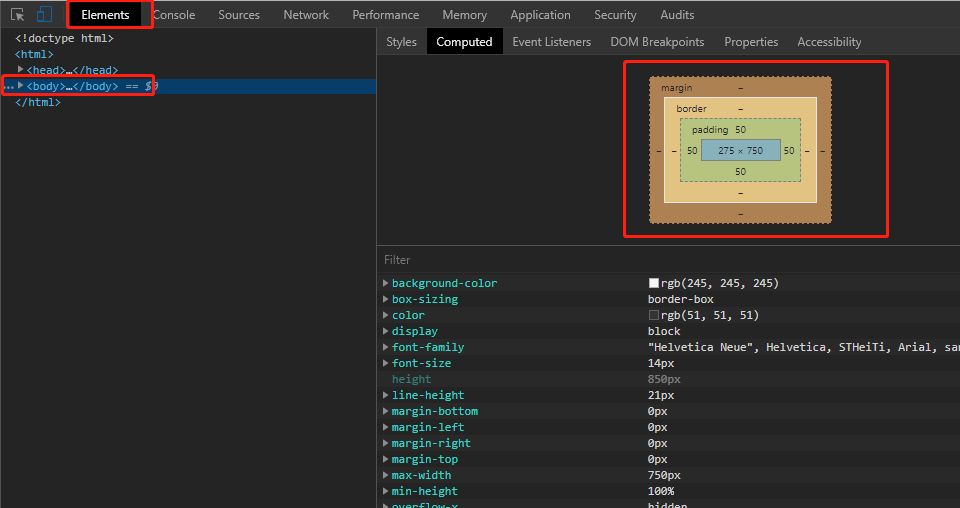 Elements Console Sources Network Performance Memory Application Security Audits
<!doctype html>
<html>
<head>…</head>
… <body>…</body> == $0
</html>
Styles Computed Event Listeners DOM Breakpoints Properties Accessibility
margin –
border –
padding 50
– – 50 275 × 750 50 – –
50
–
–
Filter
background-color rgb(245, 245, 245)
box-sizing border-box
color rgb(51, 51, 51)
display block
font-family "Helvetica Neue", Helvetica, STHeiTi, Arial, san
font-size 14px
height 850px
line-height 21px
margin-bottom 0px
margin-left 0px
margin-right 0px
margin-top 0px
max-width 750px
min-height 100%
overflow-x hidden